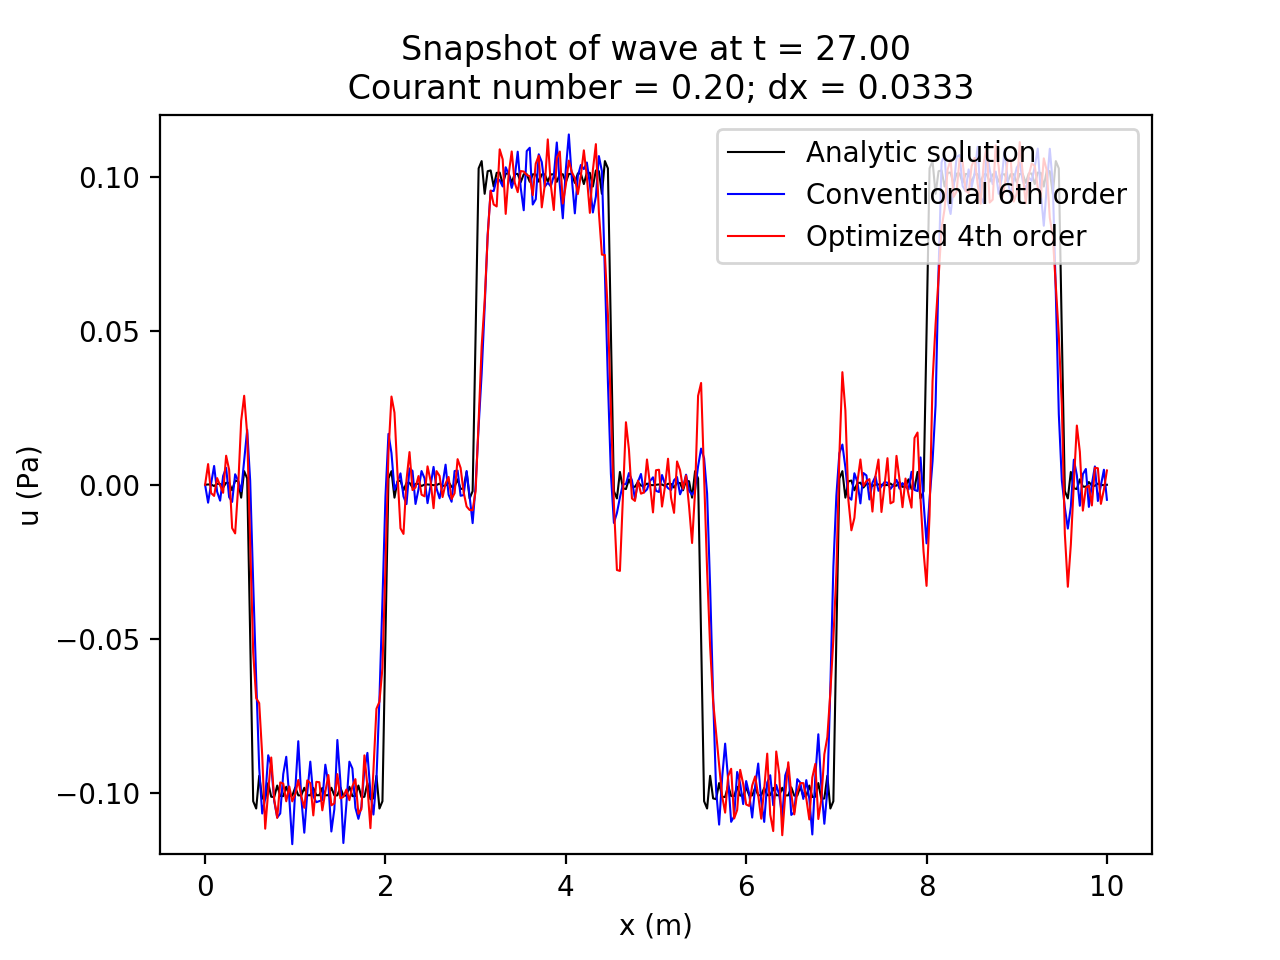 Snapshot of wave at t = 27.00
Courant number = 0.20; dx = 0.0333
Analytic solution
Conventional 6th order
Optimized 4th order
0.10
0.05
0.00
−0.05
−0.10
u (Pa)
0 2 4 6 8 10
x (m)